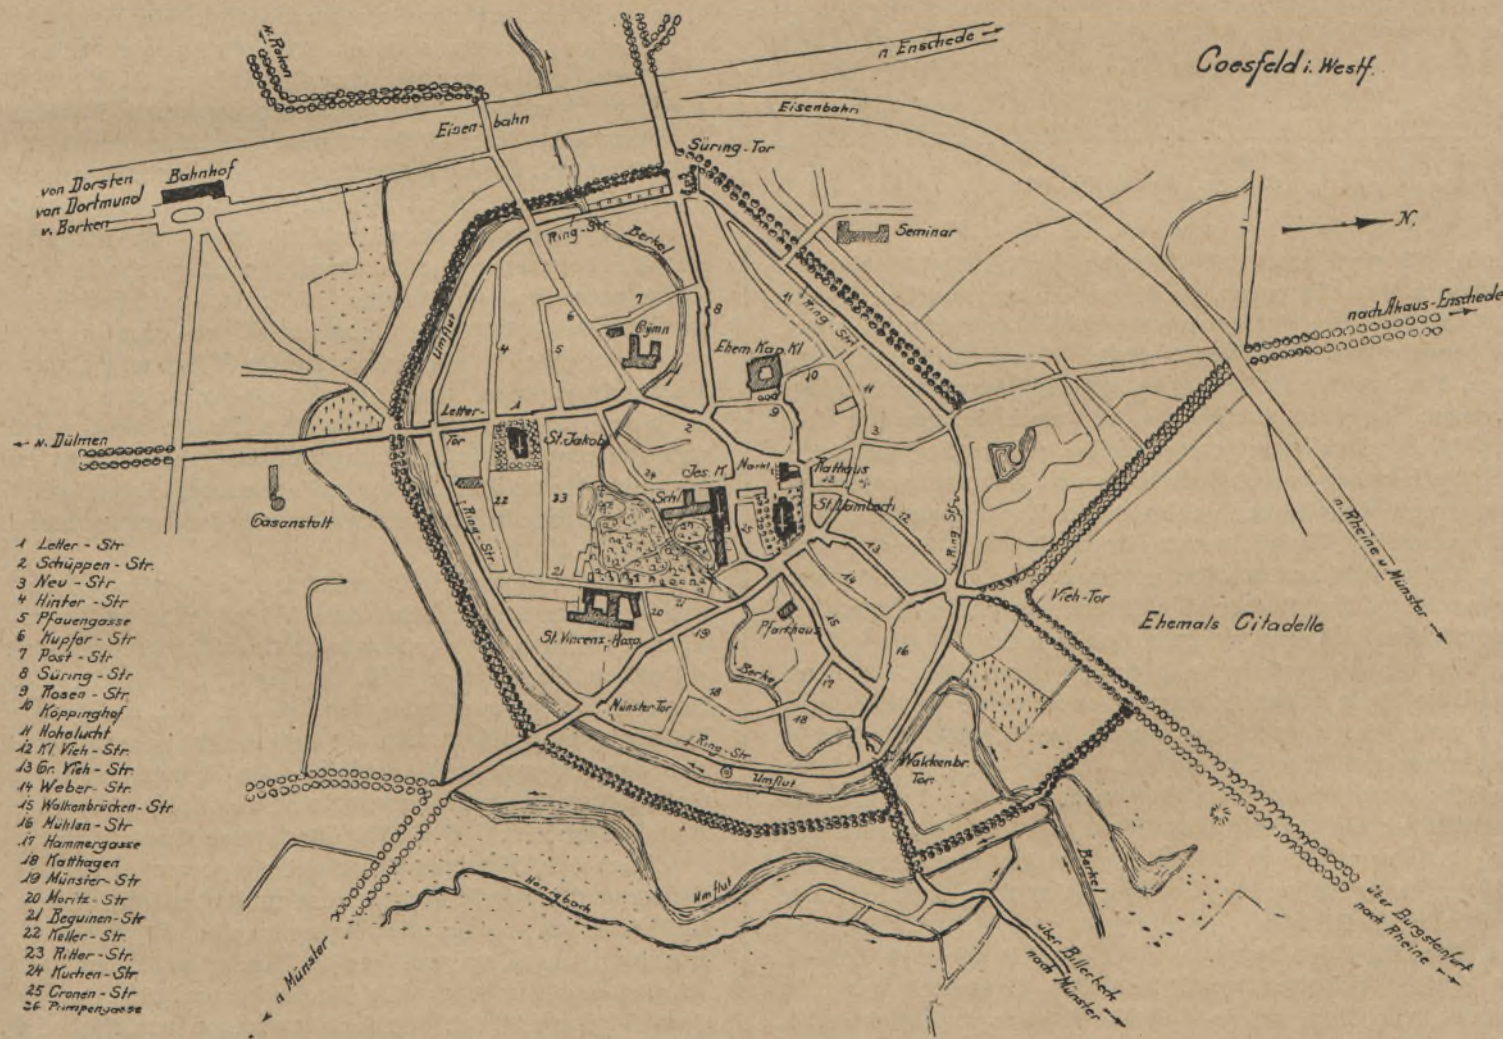 Coesfeld i. Westf.
n. Enschede
Eisenbahn
Eisenbahn
Süring-Tor
von Dorsten
von Dortmund
v. Borken
Bahnhof
Seminar
N.
nach Ahaus-Enschede
Ring-Str
Berkel
Ring-Str
Umflut
Gymn
Ehem. Kap. Kl
Letter-
Tor
St. Jakobi
Jes. K.
Markt
Rathaus
Schl
St. Lambech
n. Dülmen
Gasanstalt
Ring-Str
Ring Str
n. Rheine u. Münster
Vieh-Tor
Ehemals Citadelle
St. Vincenz-Hosp
Pfarrhaus
Berkel
Münster-Tor
Ring-Str
Umflut
Walckenbr.
Tor.
Umflut
Honigbach
Berkel
n Münster
über Billerbeck
nach Münster
über Burgsteinfurt
nach Rheine
1 Letter-Str
2 Schüppen-Str.
3 Neu-Str
4 Hinter-Str
5 Pfauengasse
6 Kupfer-Str
7 Post-Str
8 Süring-Str
9 Rosen-Str.
10 Köppinghof
11 Hohelucht
12 Kl. Vieh-Str.
13 Gr. Vieh-Str.
14 Weber-Str.
15 Walkenbrücken-Str
16 Mühlen-Str
17 Hammergasse
18 Katthagen
19 Münster-Str
20 Moritz-Str
21 Beguinen-Str
22 Keller-Str.
23 Ritter-Str.
24 Kuchen-Str
25 Cronen-Str
26 Pumpengasse